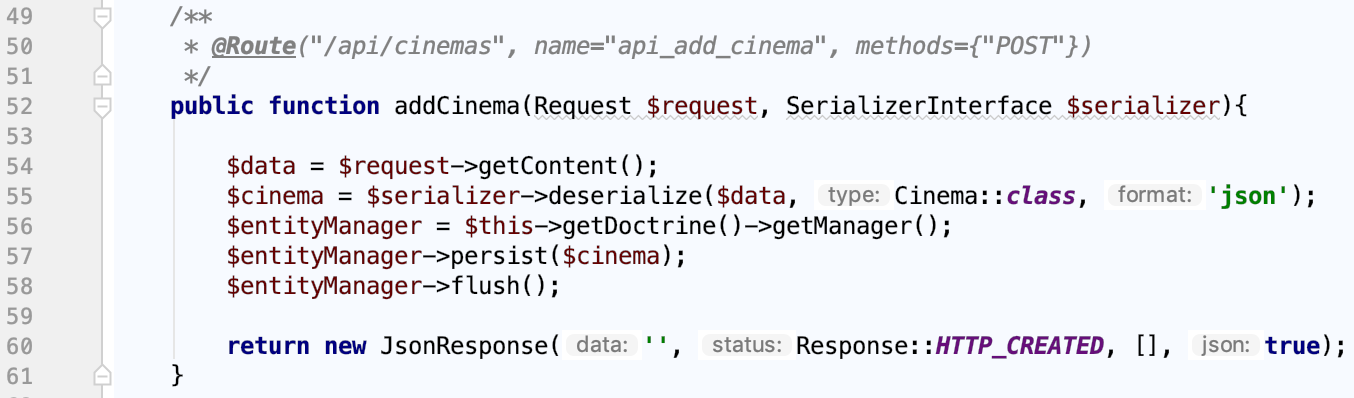 49 /**
50 * @Route("/api/cinemas", name="api_add_cinema", methods={"POST"})
51 */
52 public function addCinema(Request $request, SerializerInterface $serializer){
53
54 $data = $request->getContent();
55 $cinema = $serializer->deserialize($data, type: Cinema::class, format: 'json');
56 $entityManager = $this->getDoctrine()->getManager();
57 $entityManager->persist($cinema);
58 $entityManager->flush();
59
60 return new JsonResponse( data: '', status: Response::HTTP_CREATED, [], json: true);
61 }